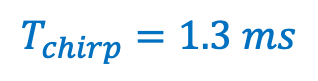 T_chirp = 1.3 ms